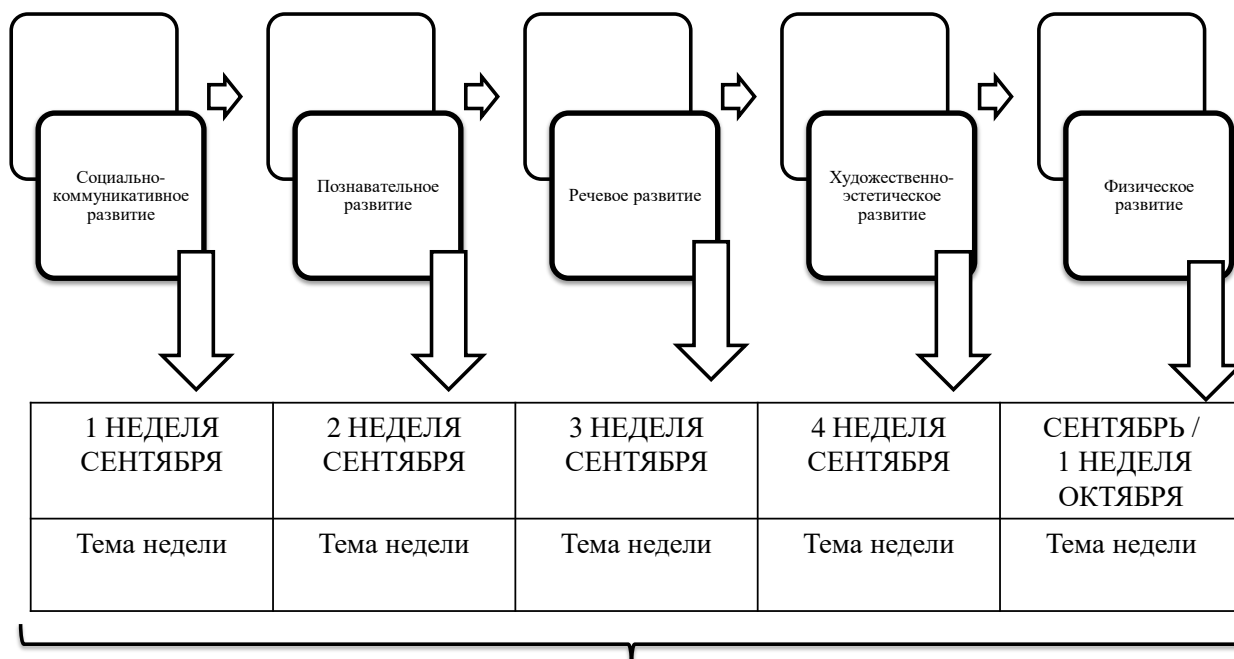 Социально-
коммуникативное
развитие
Познавательное
развитие
Речевое развитие
Художественно-
эстетическое
развитие
Физическое
развитие
1 НЕДЕЛЯ
СЕНТЯБРЯ
2 НЕДЕЛЯ
СЕНТЯБРЯ
3 НЕДЕЛЯ
СЕНТЯБРЯ
4 НЕДЕЛЯ
СЕНТЯБРЯ
СЕНТЯБРЬ /
1 НЕДЕЛЯ
ОКТЯБРЯ
Тема недели
Тема недели
Тема недели
Тема недели
Тема недели